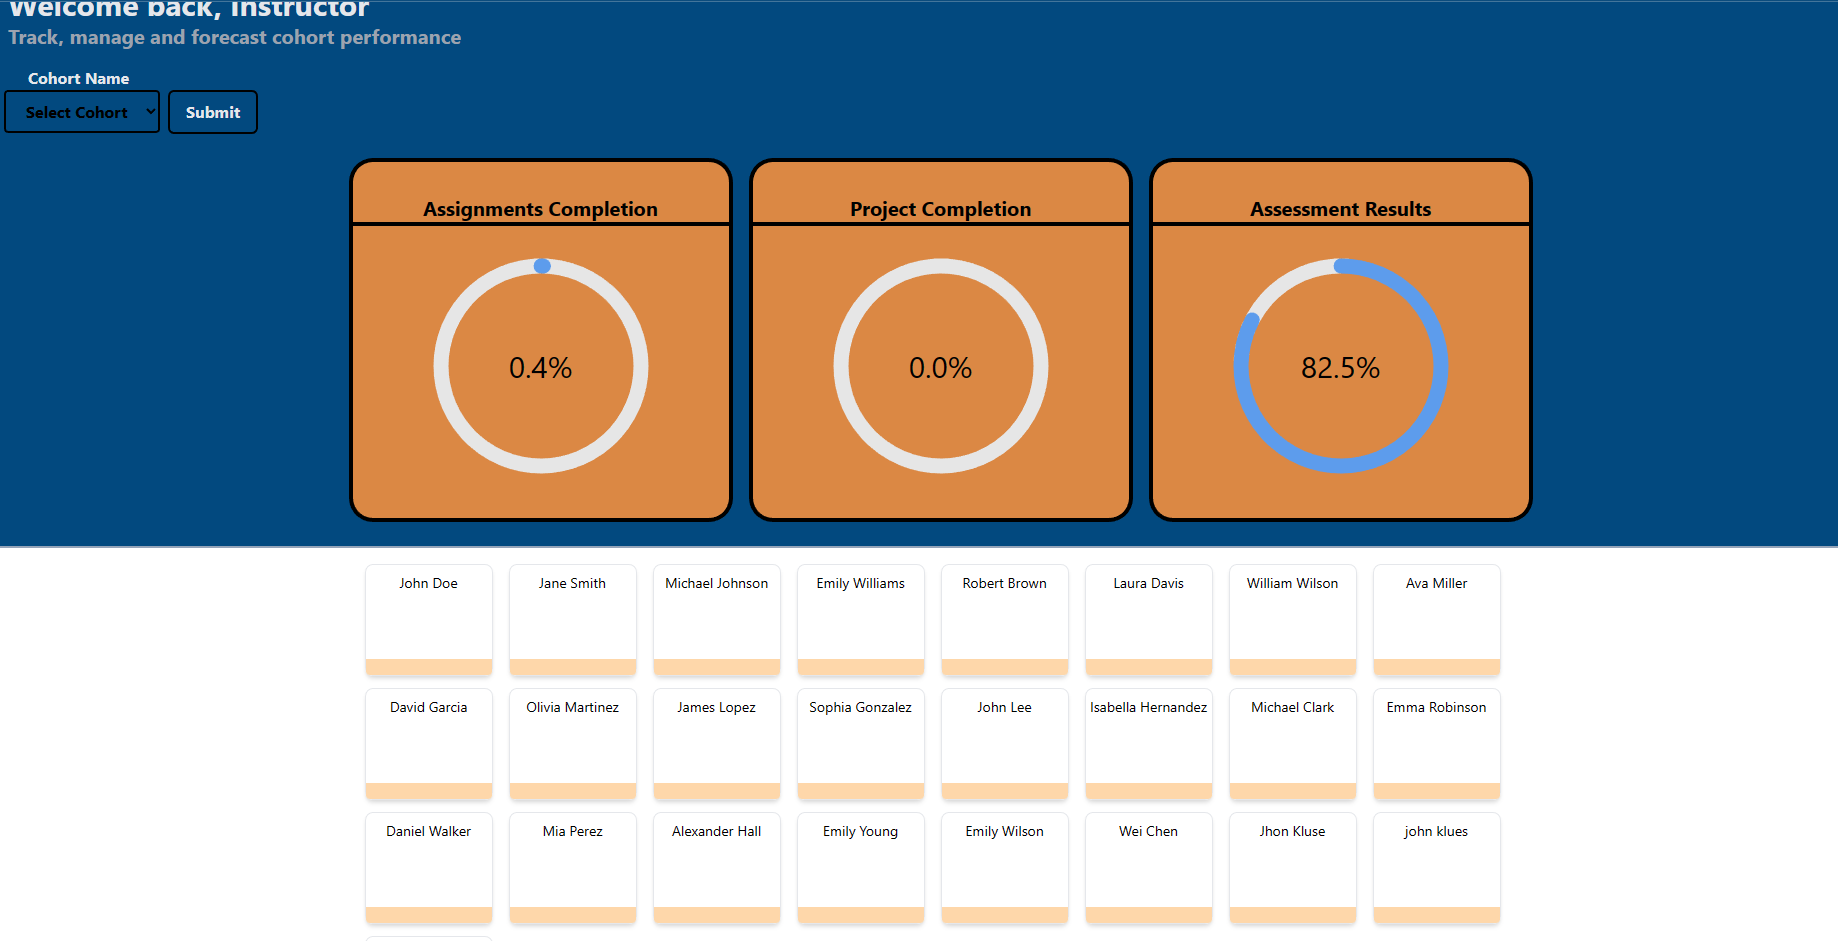 Welcome back, Instructor
Track, manage and forecast cohort performance
Cohort Name
Select Cohort
Submit
Assignments Completion
Project Completion
Assessment Results
0.4%
0.0%
82.5%
John Doe
Jane Smith
Michael Johnson
Emily Williams
Robert Brown
Laura Davis
William Wilson
Ava Miller
David Garcia
Olivia Martinez
James Lopez
Sophia Gonzalez
John Lee
Isabella Hernandez
Michael Clark
Emma Robinson
Daniel Walker
Mia Perez
Alexander Hall
Emily Young
Emily Wilson
Wei Chen
Jhon Kluse
john klues